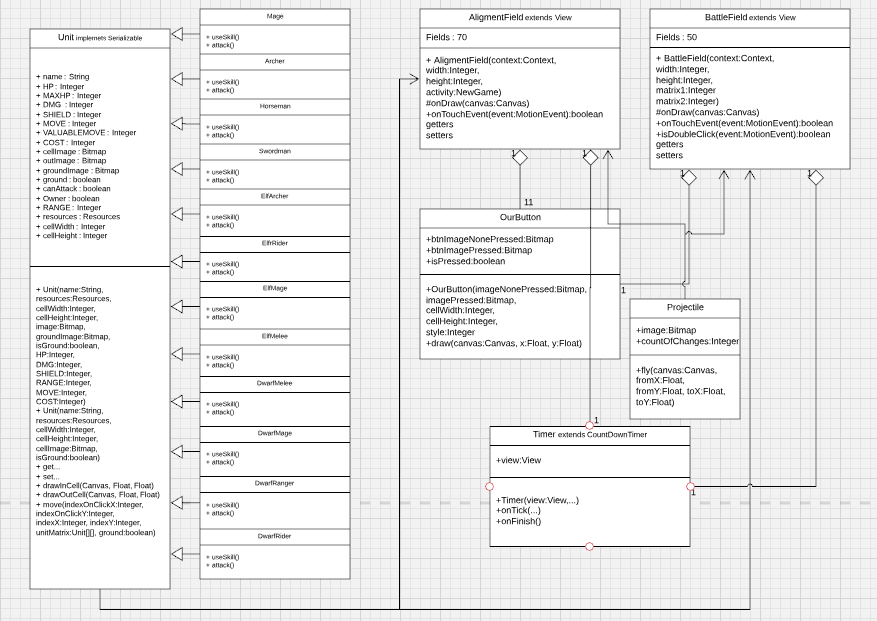 Unit implemets Serializable
+ name : String
+ HP : Integer
+ MAXHP : Integer
+ DMG : Integer
+ SHIELD : Integer
+ MOVE : Integer
+ VALUABLEMOVE : Integer
+ COST : Integer
+ cellImage : Bitmap
+ outImage : Bitmap
+ groundImage : Bitmap
+ ground : boolean
+ canAttack : boolean
+ Owner : boolean
+ RANGE : Integer
+ resources : Resources
+ cellWidth : Integer
+ cellHeight : Integer
+ Unit(name:String,
resources:Resources,
cellWidth:Integer,
cellHeight:Integer,
image:Bitmap,
groundImage:Bitmap,
isGround:boolean,
HP:Integer,
DMG:Integer,
SHIELD:Integer,
RANGE:Integer,
MOVE:Integer,
COST:Integer)
+ Unit(name:String,
resources:Resources,
cellWidth:Integer,
cellHeight:Integer,
cellImage:Bitmap,
isGround:boolean)
+ get...
+ set...
+ drawInCell(Canvas, Float, Float)
+ drawOutCell(Canvas, Float, Float)
+ move(indexOnClickX:Integer,
indexOnClickY:Integer,
indexX:Integer, indexY:Integer,
unitMatrix:Unit[][], ground:boolean)
Mage
+ useSkill()
+ attack()
Archer
+ useSkill()
+ attack()
Horseman
+ useSkill()
+ attack()
Swordman
+ useSkill()
+ attack()
ElfArcher
+ useSkill()
+ attack()
ElfrRider
+ useSkill()
+ attack()
ElfMage
+ useSkill()
+ attack()
ElfMelee
+ useSkill()
+ attack()
DwarfMelee
+ useSkill()
+ attack()
DwarfMage
+ useSkill()
+ attack()
DwarfRanger
+ useSkill()
+ attack()
DwarfRider
+ useSkill()
+ attack()
AligmentField extends View
Fields : 70
+ AligmentField(context:Context,
width:Integer,
height:Integer,
activity:NewGame)
#onDraw(canvas:Canvas)
+onTouchEvent(event:MotionEvent):boolean
getters
setters
1
1
11
BattleField extends View
Fields : 50
+ BattleField(context:Context,
width:Integer,
height:Integer,
matrix1:Integer
matrix2:Integer)
#onDraw(canvas:Canvas)
+onTouchEvent(event:MotionEvent):boolean
+isDoubleClick(event:MotionEvent):boolean
getters
setters
1
1
OurButton
+btnImageNonePressed:Bitmap
+btnImagePressed:Bitmap
+isPressed:boolean
+OurButton(imageNonePressed:Bitmap,
imagePressed:Bitmap,
cellWidth:Integer,
cellHeight:Integer,
style:Integer
+draw(canvas:Canvas, x:Float, y:Float)
1
Projectile
+image:Bitmap
+countOfChanges:Integer
+fly(canvas:Canvas,
fromX:Float,
fromY:Float, toX:Float,
toY:Float)
1
Timer extends CountDownTimer
+view:View
+Timer(view:View,...)
+onTick(...)
+onFinish()
1